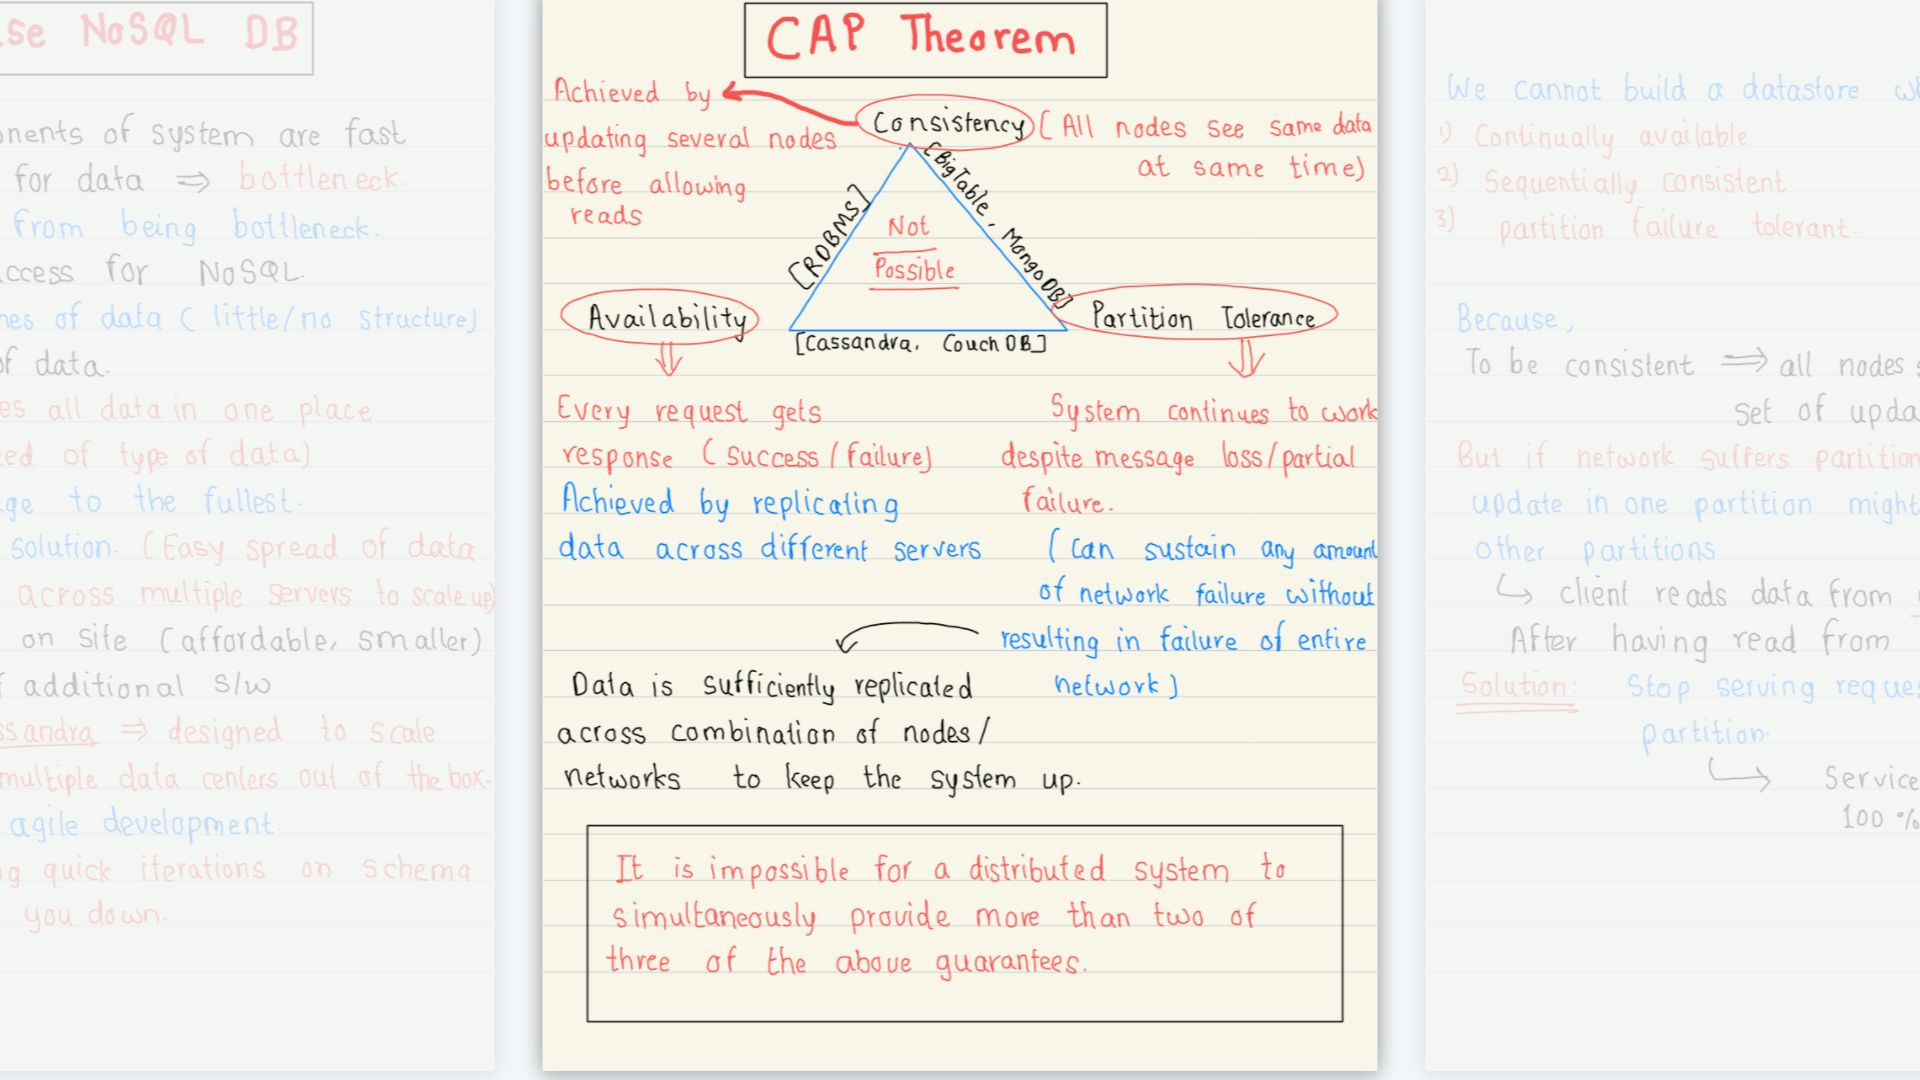 se NoSQL DB
nents of system are fast
for data ⇒ bottleneck.
from being bottleneck.
ccess for NoSQL.
nes of data ( little/no structure)
of data.
es all data in one place
ed of type of data)
ge to the fullest.
solution. (Easy spread of data
across multiple servers to scale up)
on site (affordable, smaller)
f additional S/W
ssandra ⇒ designed to scale
multiple data centers out of the box.
agile development.
g quick iterations on schema
you down.
CAP Theorem
Achieved by
updating several nodes
before allowing
reads
Consistency
( All nodes see same data
at same time)
[RDBMS]
[BigTable, MongoDB]
Not
Possible
Availability
Partition Tolerance
[Cassandra, CouchDB]
Every request gets
response (success/failure)
Achieved by replicating
data across different servers
System continues to work
despite message loss/partial
failure.
(Can sustain any amount
of network failure without
resulting in failure of entire
network)
Data is sufficiently replicated
across combination of nodes/
networks to keep the system up.
It is impossible for a distributed system to
simultaneously provide more than two of
three of the above guarantees.
We cannot build a datastore
1) Continually available
2) Sequentially consistent
3) partition failure tolerant.
Because,
To be consistent ⇒ all nodes
set of upda
But if network suffers partition
update in one partition might
other partitions
↳ client reads data from
After having read from
Solution: Stop serving reque
partition.
↳ Service
100 %